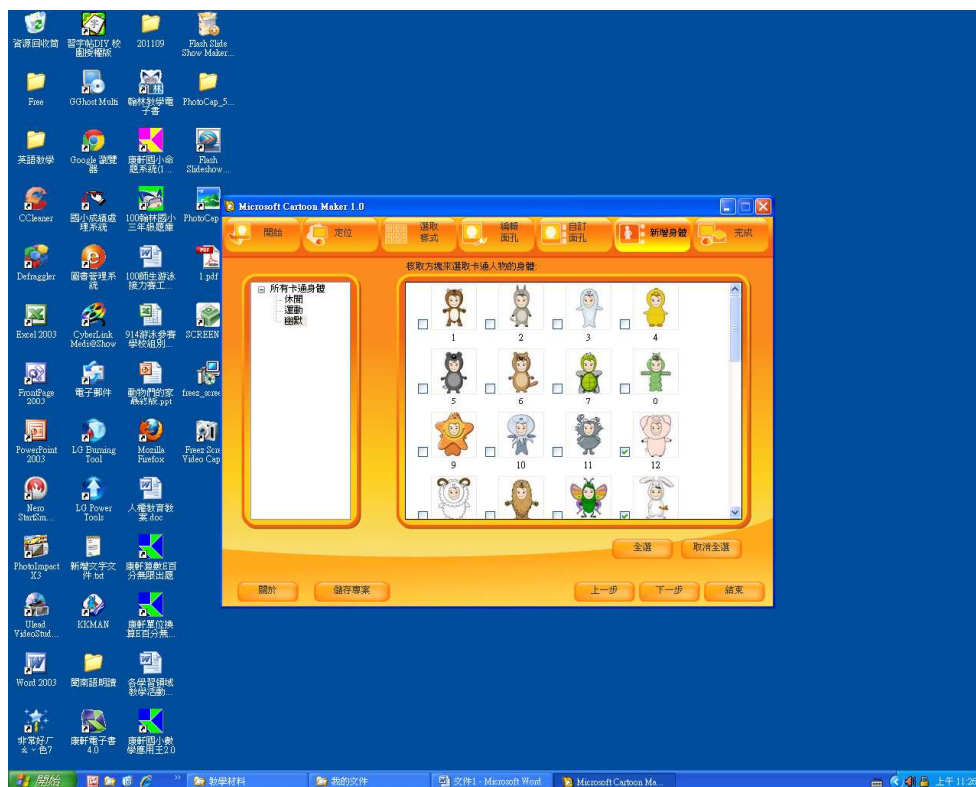 資源回收筒
習字帖DIY 校
園授權版
201109
Flash Slide
Show Maker...
Free
GGhost Multi
翰林教學電
子書
PhotoCap_5...
英語教學
Google 瀏覽
器
康軒國小命
題系統(1...
Flash
Slideshow...
CCleaner
國小成績處
理系統
100翰林國小
三年級題庫
PhotoCap
Defraggler
圖書管理系
統
100師生游泳
接力賽工...
1.pdf
Excel 2003
CyberLink
Medi@Show
914游泳參賽
學校組別...
SCREEN
FrontPage
2003
電子郵件
動物們的家
最終版.ppt
freez_scree
PowerPoint
2003
LG Burning
Tool
Mozilla
Firefox
Freez Scre
Video Cap
Nero
StartSm...
LG Power
Tools
人權教育教
案.doc
PhotoImpact
X3
新增文字文
件.txt
康軒算數E百
分無限出題
Ulead
VideoStud...
KKMAN
康軒單位換
算E百分無...
Word 2003
閩南語朗讀
各學習領域
教學活動...
非常好厂
ㄠˊ色7
康軒電子書
4.0
康軒國小數
學應用王2.0
Microsoft Cartoon Maker 1.0
開始
定位
選取
樣式
編輯
面孔
自訂
面孔
新增身體
完成
核取方塊來選取卡通人物的身體:
所有卡通身體
休閒
運動
幽默
1
2
3
4
5
6
7
0
9
10
11
12
全選
取消全選
關於
儲存專案
上一步
下一步
結束
開始
教學材料
我的文件
文件1 - Microsoft Word
Microsoft Cartoon Ma...
上午 11:26